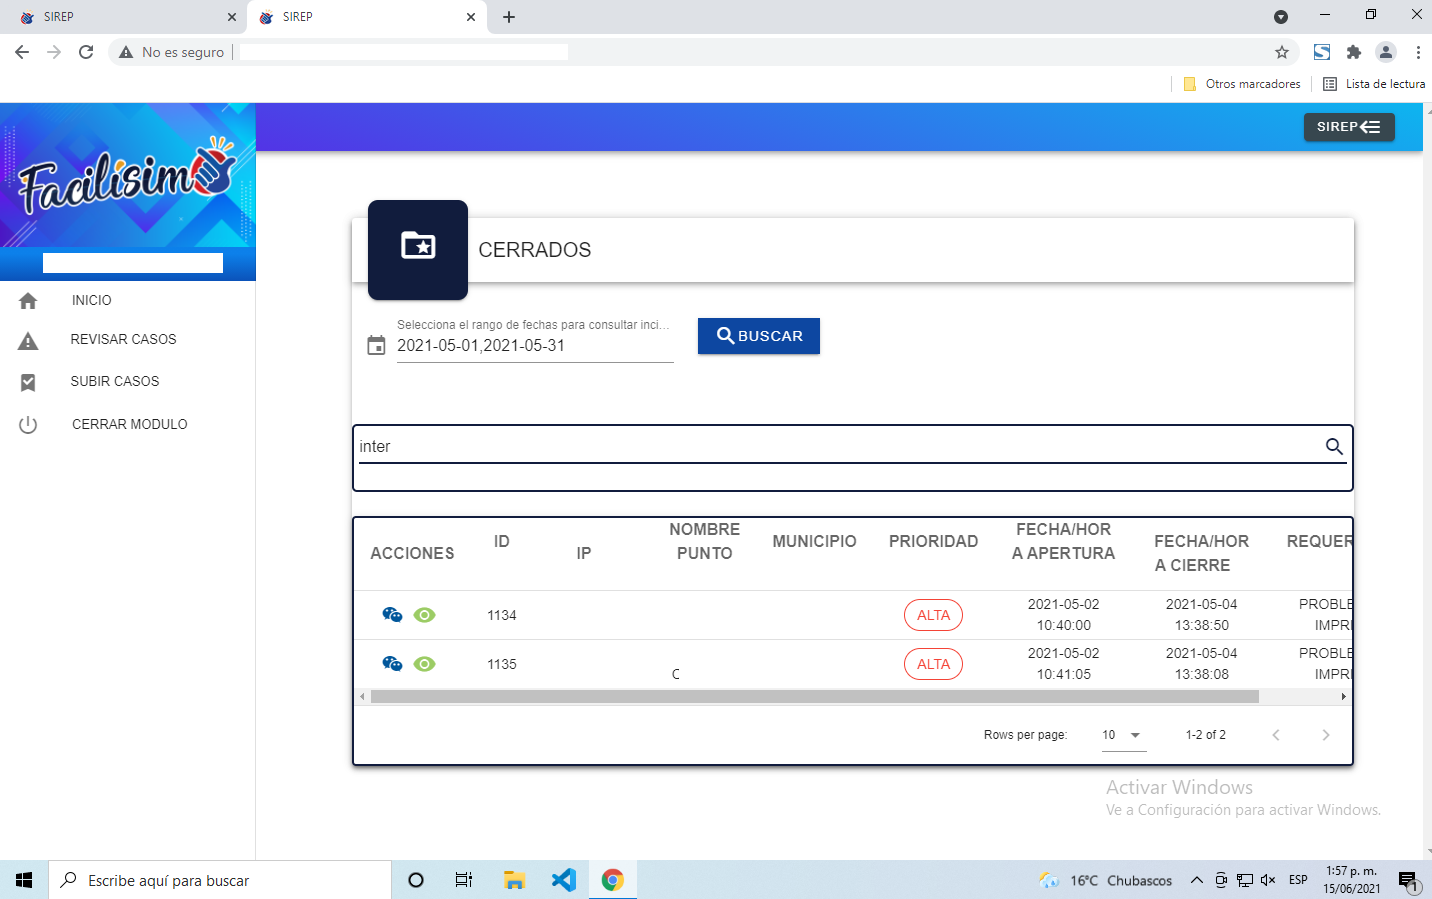 SIREP
SIREP
No es seguro
Otros marcadores
Lista de lectura
Facilísimo
SIREP
INICIO
REVISAR CASOS
SUBIR CASOS
CERRAR MODULO
CERRADOS
Selecciona el rango de fechas para consultar inci...
2021-05-01,2021-05-31
BUSCAR
inter
ACCIONES ID IP NOMBRE PUNTO MUNICIPIO PRIORIDAD FECHA/HORA APERTURA FECHA/HORA CIERRE REQUER
1134 ALTA 2021-05-02 10:40:00 2021-05-04 13:38:50 PROBLE IMPRI
1135 C ALTA 2021-05-02 10:41:05 2021-05-04 13:38:08 PROBLE IMPRI
Rows per page: 10 1-2 of 2
Activar Windows
Ve a Configuración para activar Windows.
Escribe aquí para buscar
16°C Chubascos
ESP
1:57 p. m.
15/06/2021
1